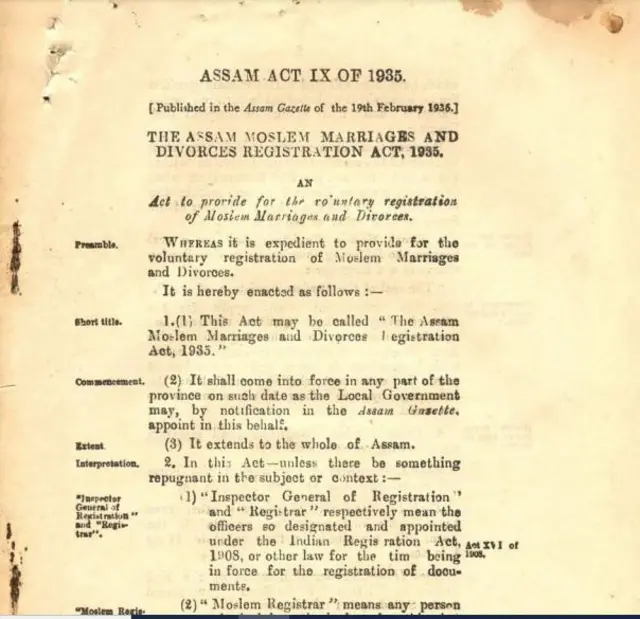 ASSAM ACT IX OF 1935.
[Published in the Assam Gazette of the 19th February 1936.]
THE ASSAM MOSLEM MARRIAGES AND
DIVORCES REGISTRATION ACT, 1935.
AN
Act to provide for the voluntary registration
of Moslem Marriages and Divorces.
Preamble.
WHEREAS it is expedient to provide for the
voluntary registration of Moslem Marriages
and Divorces.
It is hereby enacted as follows :—
Short title.
1.(1) This Act may be called " The Assam
Moslem Marriages and Divorces Registration
Act, 1935."
Commencement.
(2) It shall come into force in any part of the
province on such date as the Local Government
may, by notification in the Assam Gazette,
appoint in this behalf.
Extent.
(3) It extends to the whole of Assam.
Interpretation.
2. In this Act—unless there be something
repugnant in the subject or context :—
"Inspector
General of
Registration"
and "Regis-
trar".
(1) "Inspector General of Registration"
and "Registrar" respectively mean the
officers so designated and appointed
under the Indian Regis ration Act,
1908, or other law for the tim being
in force for the registration of docu-
ments.
Act XVI of
1908.
"Moslem Regis-
(2) " Moslem Registrar " means any person